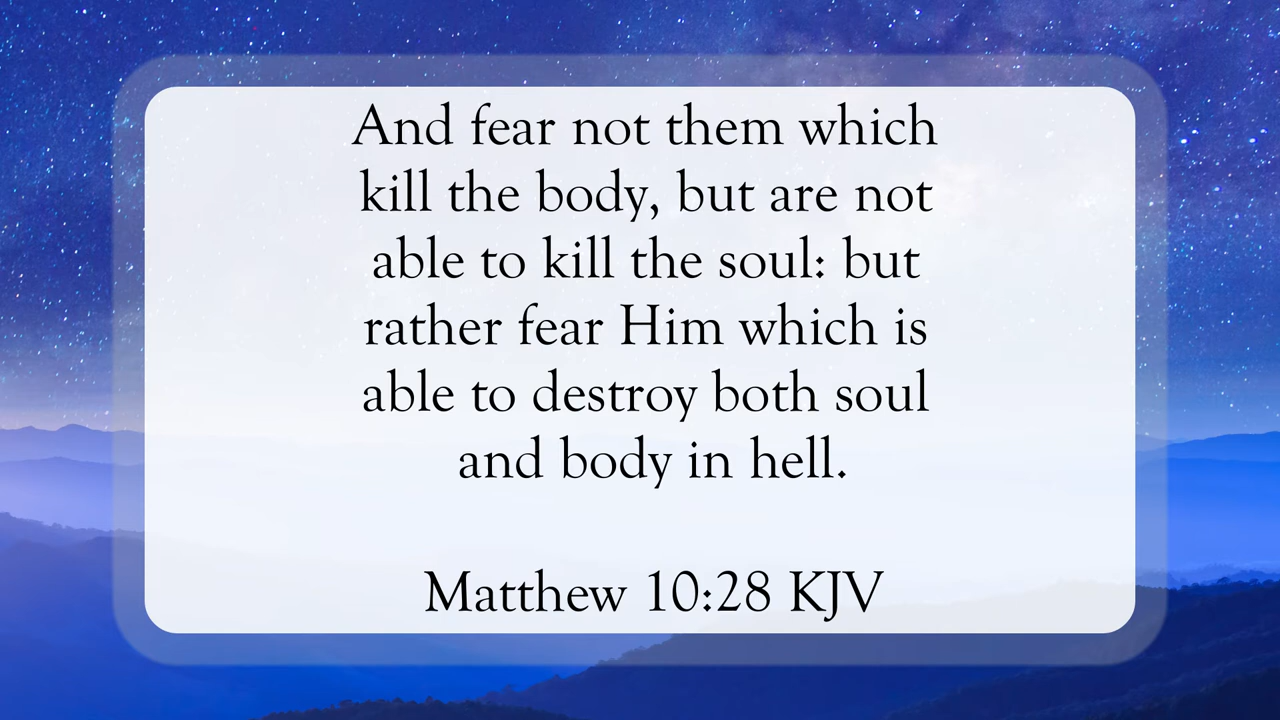 And fear not them which
kill the body, but are not
able to kill the soul: but
rather fear Him which is
able to destroy both soul
and body in hell.
Matthew 10:28 KJV